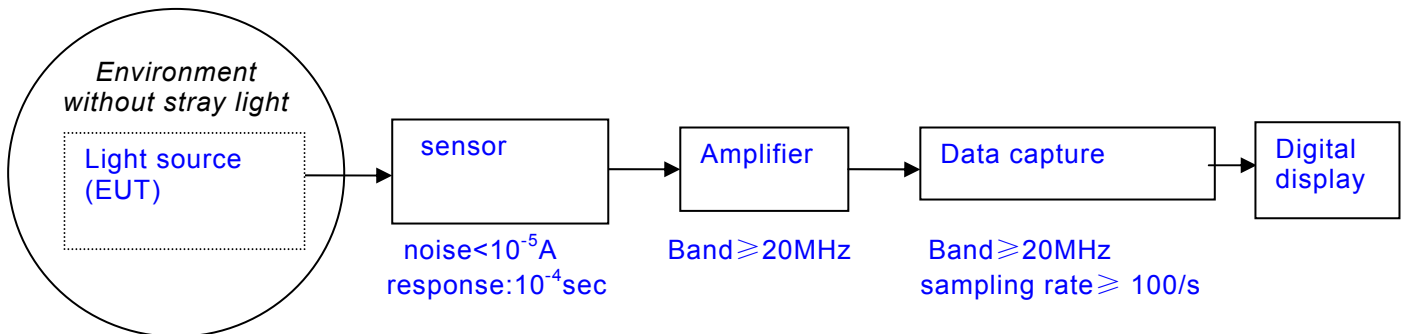 Environment
without stray light
Light source
(EUT)
sensor
Amplifier
Data capture
Digital
display
noise<10⁻⁵A
response:10⁻⁴sec
Band≥20MHz
Band≥20MHz
sampling rate≥ 100/s